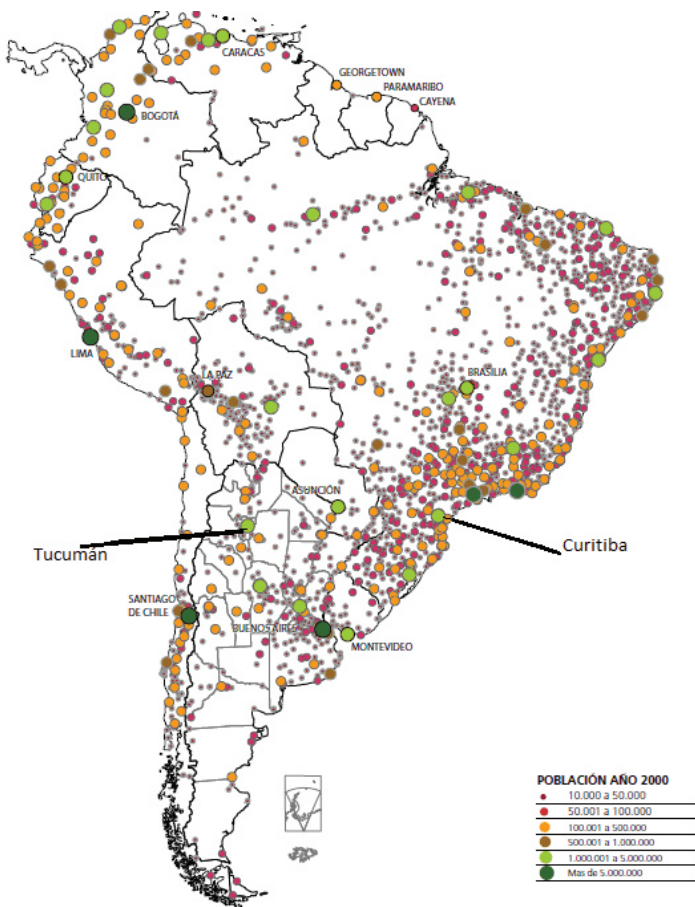 CARACAS
GEORGETOWN
PARAMARIBO
CAYENA
BOGOTÁ
QUITO
LIMA
LA PAZ
BRASILIA
ASUNCIÓN
Tucumán
Curitiba
SANTIAGO
DE CHILE
BUENOS AIRES
MONTEVIDEO
POBLACIÓN AÑO 2000
10.000 a 50.000
50.001 a 100.000
100.001 a 500.000
500.001 a 1.000.000
1.000.001 a 5.000.000
Mas de 5.000.000